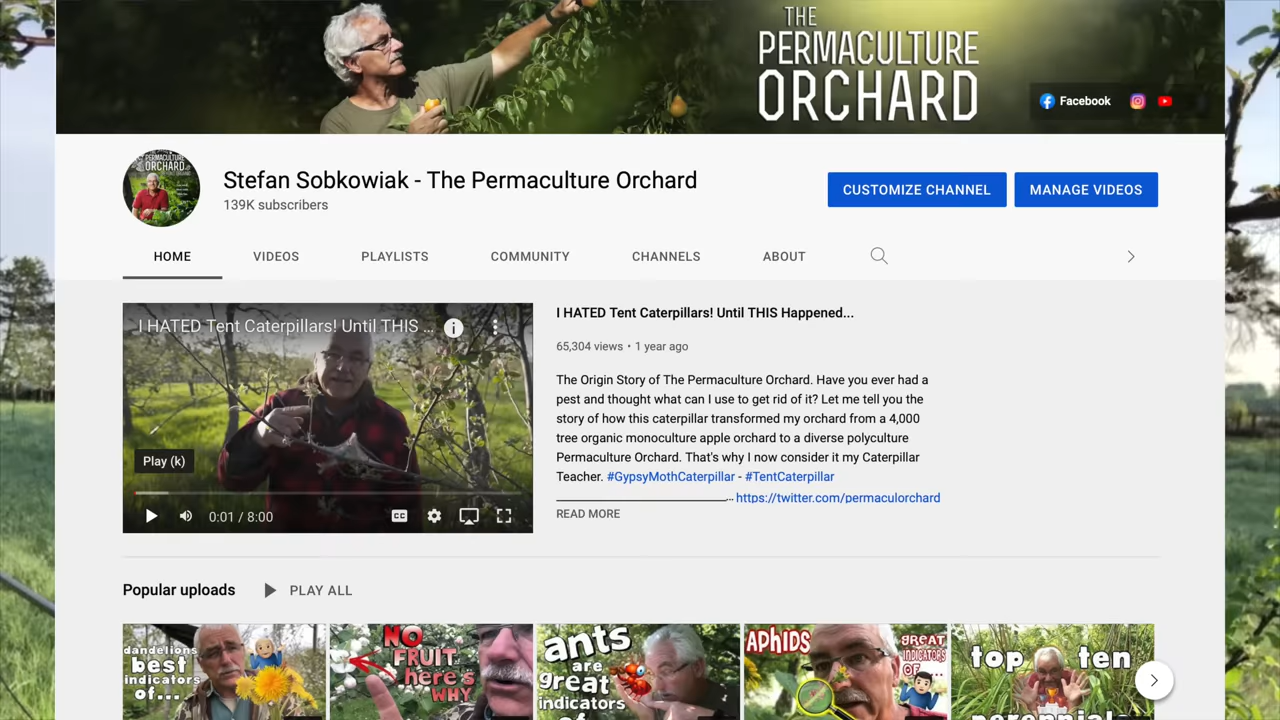 THE
PERMACULTURE
ORCHARD
Facebook
PERMACULTURE
ORCHARD
Stefan Sobkowiak - The Permaculture Orchard
139K subscribers
CUSTOMIZE CHANNEL
MANAGE VIDEOS
HOME
VIDEOS
PLAYLISTS
COMMUNITY
CHANNELS
ABOUT
I HATED Tent Caterpillars! Until THIS ...
Play (k)
CC
0:01 / 8:00
I HATED Tent Caterpillars! Until THIS Happened...
65,304 views • 1 year ago
The Origin Story of The Permaculture Orchard. Have you ever had a
pest and thought what can I use to get rid of it? Let me tell you the
story of how this caterpillar transformed my orchard from a 4,000
tree organic monoculture apple orchard to a diverse polyculture
Permaculture Orchard. That's why I now consider it my Caterpillar
Teacher. #GypsyMothCaterpillar - #TentCaterpillar
___________________________... https://twitter.com/permaculorchard
READ MORE
Popular uploads
PLAY ALL
dandelions
best
indicators
of...
NO
FRUIT
here's
WHY
ants
are
great
indicators
of
APHIDS
GREAT
INDICATORS
OF...
top ten
perennials